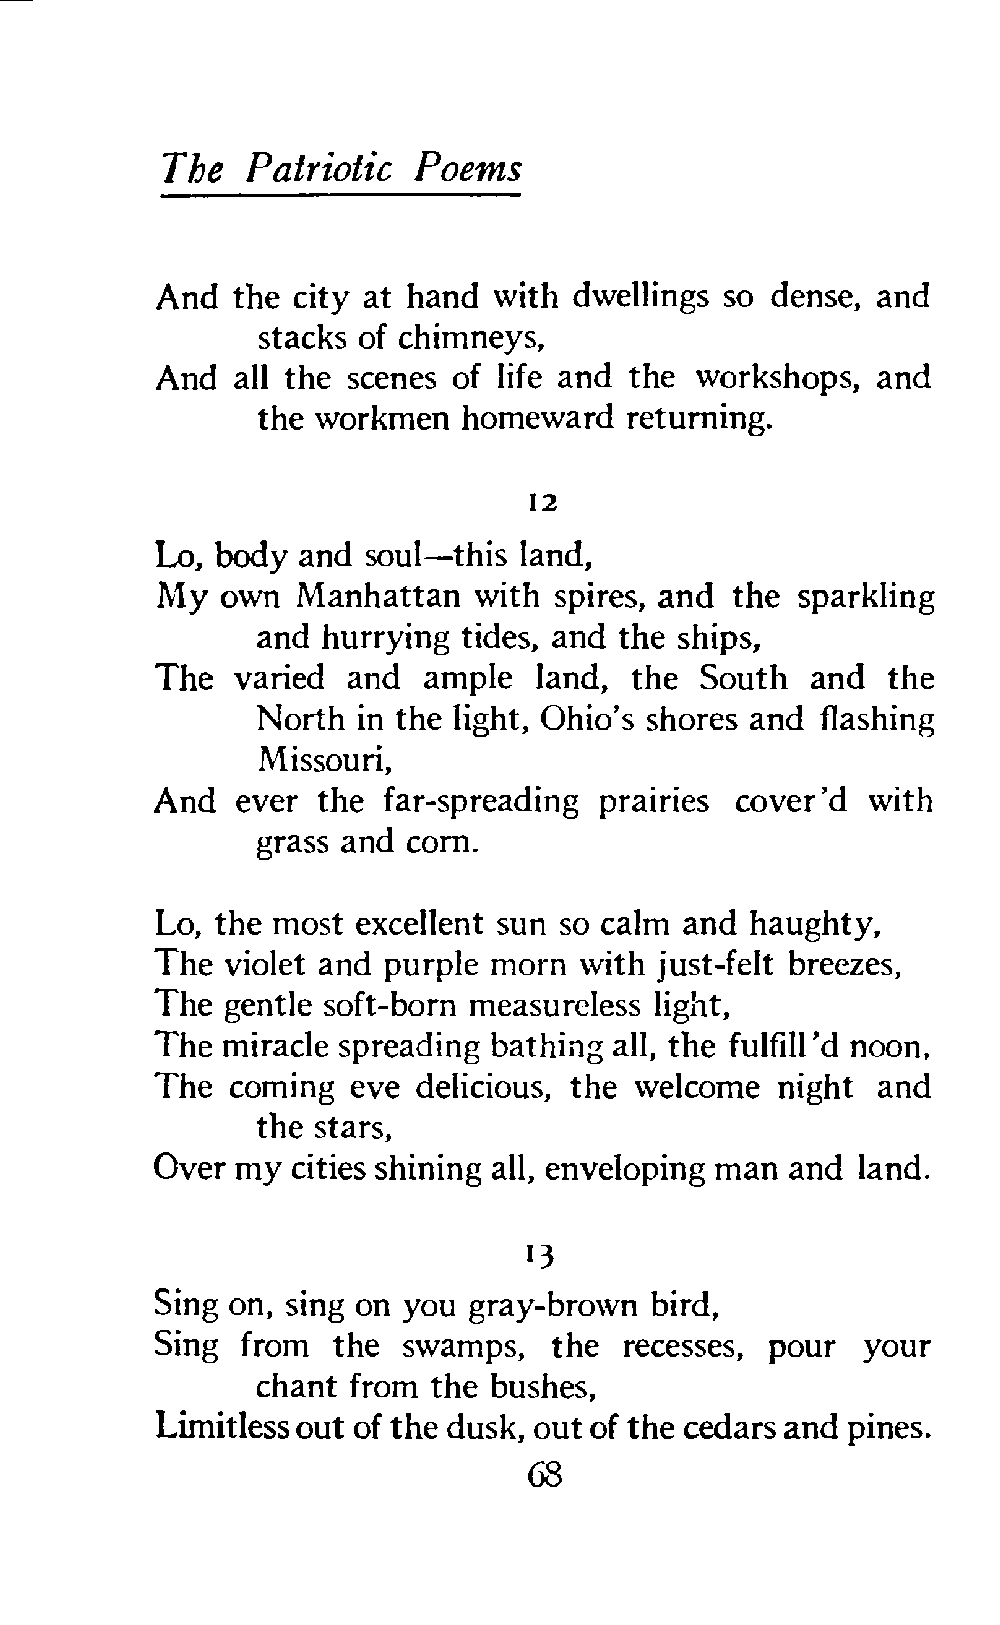 The Patriotic Poems
And the city at hand with dwellings so dense, and
stacks of chimneys,
And all the scenes of life and the workshops, and
the workmen homeward returning.
12
Lo, body and soul—this land,
My own Manhattan with spires, and the sparkling
and hurrying tides, and the ships,
The varied and ample land, the South and the
North in the light, Ohio's shores and flashing
Missouri,
And ever the far-spreading prairies cover'd with
grass and corn.
Lo, the most excellent sun so calm and haughty,
The violet and purple morn with just-felt breezes,
The gentle soft-born measureless light,
The miracle spreading bathing all, the fulfill'd noon,
The coming eve delicious, the welcome night and
the stars,
Over my cities shining all, enveloping man and land.
13
Sing on, sing on you gray-brown bird,
Sing from the swamps, the recesses, pour your
chant from the bushes,
Limitless out of the dusk, out of the cedars and pines.
68